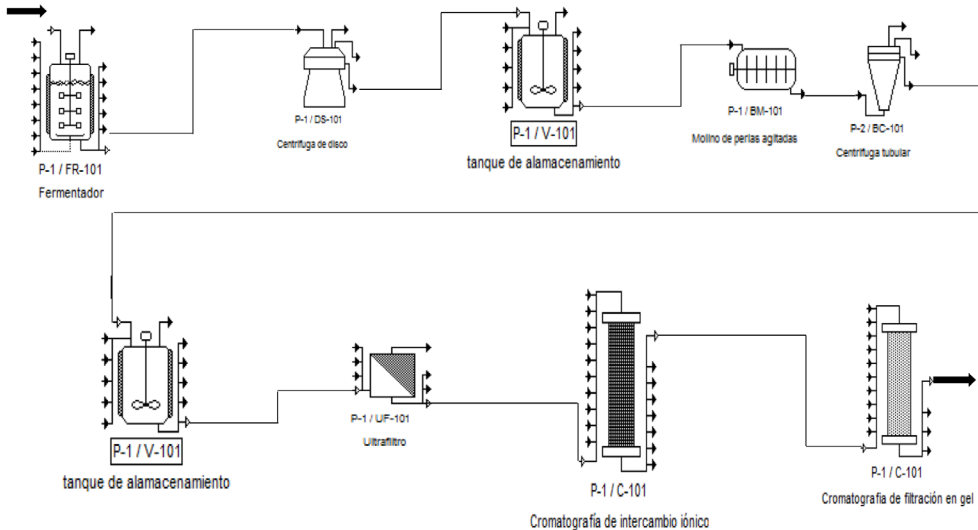 P-1 / FR-101
Fermentador
P-1 / DS-101
Centrifuga de disco
P-1 / V-101
tanque de alamacenamiento
P-1 / BM-101
Molino de perlas agitadas
P-2 / BC-101
Centrifuga tubular
P-1 / V-101
tanque de alamacenamiento
P-1 / UF-101
Ultrafiltro
P-1 / C-101
Cromatografía de intercambio iónico
P-1 / C-101
Cromatografía de filtración en gel